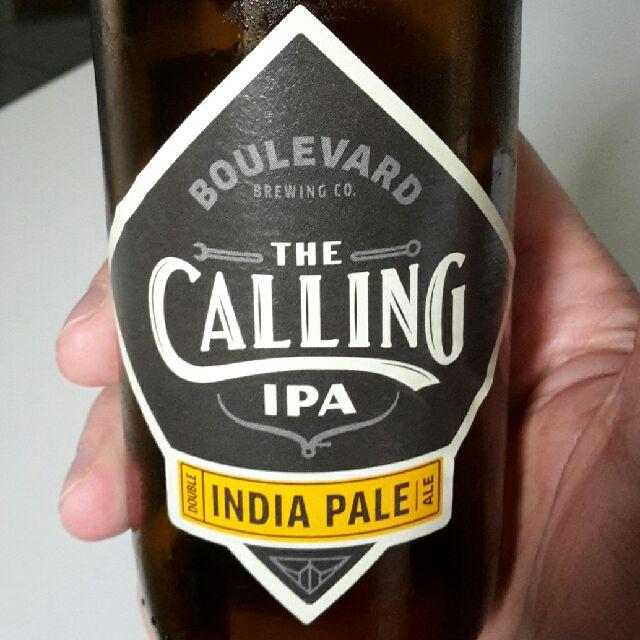 BOULEVARD
BREWING CO.
THE
CALLING
IPA
DOUBLE
INDIA PALE
ALE